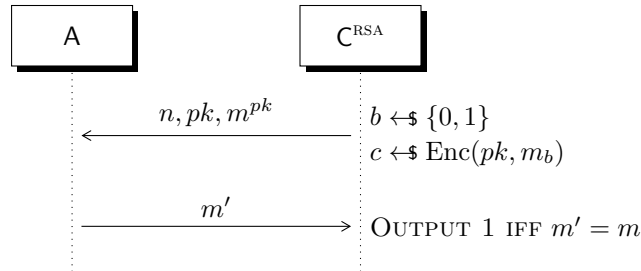 A C^RSA
n, pk, m^pk
b ←$ {0, 1}
c ←$ Enc(pk, m_b)
m′
OUTPUT 1 IFF m′ = m